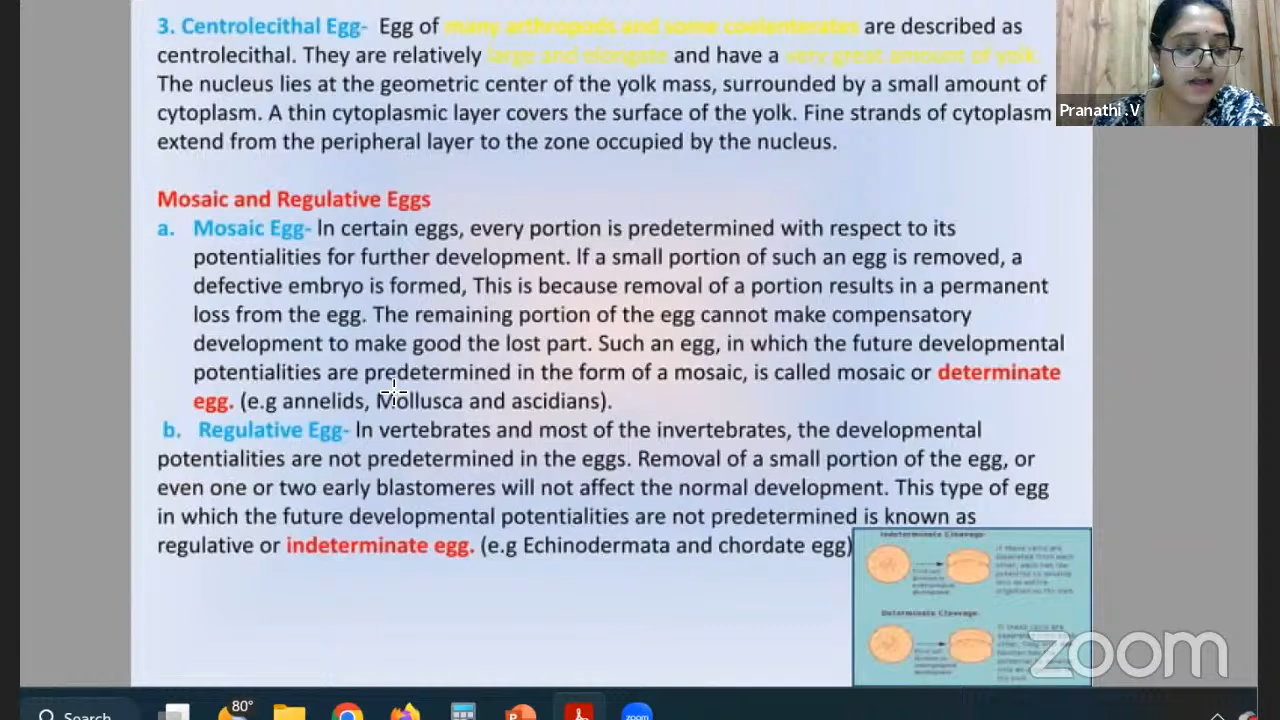 3. Centrolecithal Egg- Egg of many arthropods and some coelenterates are described as
centrolecithal. They are relatively large and elongate and have a very great amount of yolk.
The nucleus lies at the geometric center of the yolk mass, surrounded by a small amount of
cytoplasm. A thin cytoplasmic layer covers the surface of the yolk. Fine strands of cytoplasm
extend from the peripheral layer to the zone occupied by the nucleus.
Pranathi .V
Mosaic and Regulative Eggs
a. Mosaic Egg- In certain eggs, every portion is predetermined with respect to its
potentialities for further development. If a small portion of such an egg is removed, a
defective embryo is formed, This is because removal of a portion results in a permanent
loss from the egg. The remaining portion of the egg cannot make compensatory
development to make good the lost part. Such an egg, in which the future developmental
potentialities are predetermined in the form of a mosaic, is called mosaic or determinate
egg. (e.g annelids, Mollusca and ascidians).
b. Regulative Egg- In vertebrates and most of the invertebrates, the developmental
potentialities are not predetermined in the eggs. Removal of a small portion of the egg, or
even one or two early blastomeres will not affect the normal development. This type of egg
in which the future developmental potentialities are not predetermined is known as
regulative or indeterminate egg. (e.g Echinodermata and chordate egg)
Indeterminate Cleavage
Determinate Cleavage
zoom
Search
80°
zoom